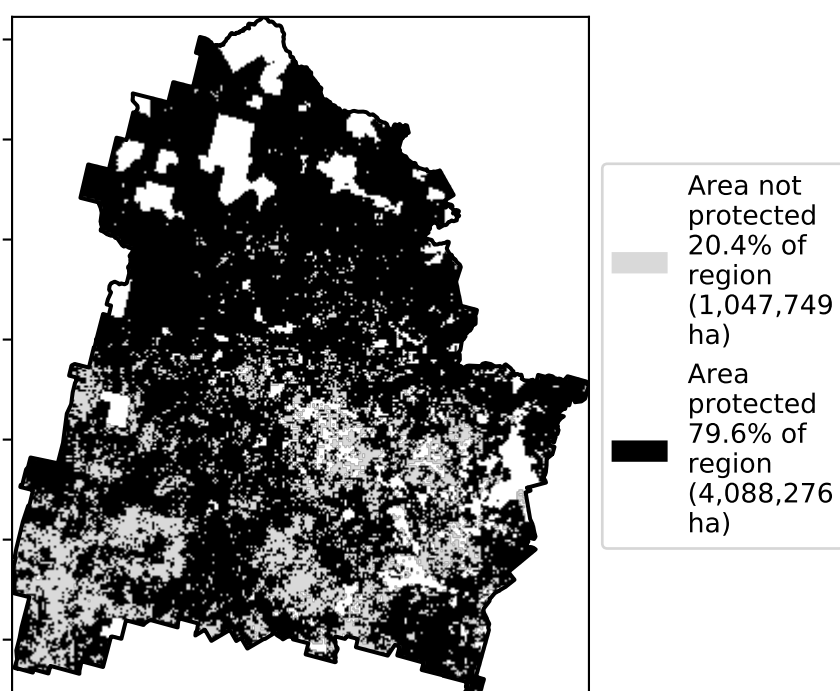 Area not
protected
20.4% of
region
(1,047,749
ha)
Area
protected
79.6% of
region
(4,088,276
ha)